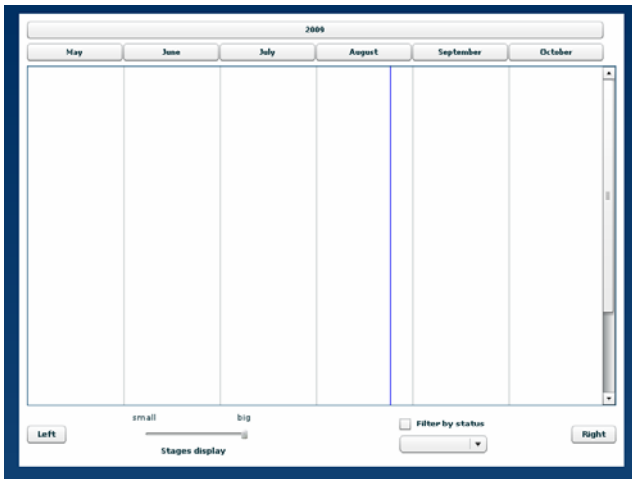 2009
May June July August September October
small big
Filter by status
Left Right
Stages display